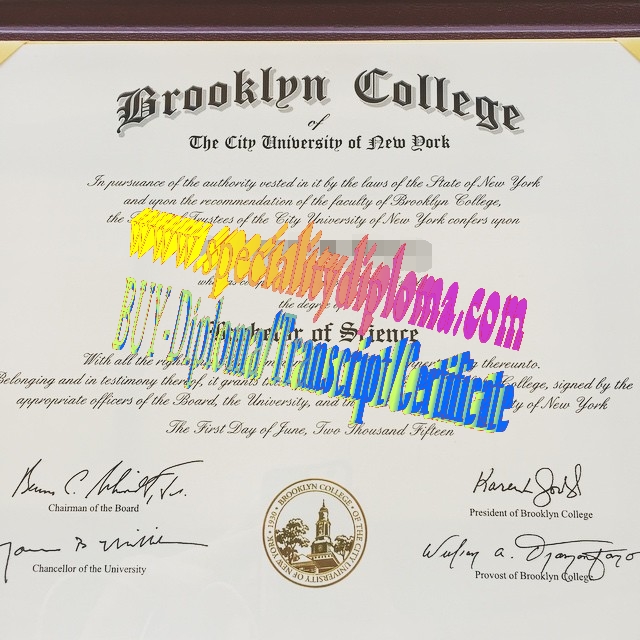 Brooklyn College
of
The City University of New York
In pursuance of the authority vested in it by the laws of the State of New York
and upon the recommendation of the faculty of Brooklyn College,
the Trustees of the City University of New York confers upon
www.specialitydiploma.com
the degree
Bachelor of Science
BUY-Diploma/Transcript/Certificate
With all the thereunto.
Belonging and in testimony thereof, it grants College, signed by the
appropriate officers of the Board, the University, and of New York
The First Day of June, Two Thousand Fifteen
Chairman of the Board
President of Brooklyn College
Chancellor of the University
Provost of Brooklyn College
BROOKLYN COLLEGE · OF THE CITY UNIVERSITY OF NEW YORK · 1930